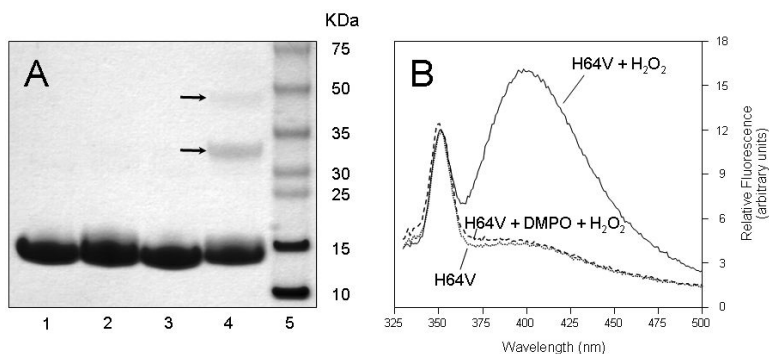 A
KDa
75
50
35
30
25
15
10
1 2 3 4 5
B
H64V + H₂O₂
H64V + DMPO + H₂O₂
H64V
18
15
12
9
6
3
0
Relative Fluorescence
(arbitrary units)
325 350 375 400 425 450 475 500
Wavelength (nm)